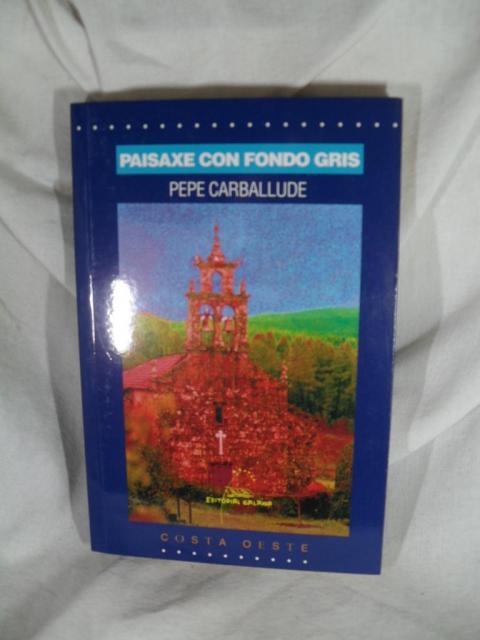 PAISAXE CON FONDO GRIS
PEPE CARBALLUDE
EDITORIAL GALAXIA
COSTA OESTE